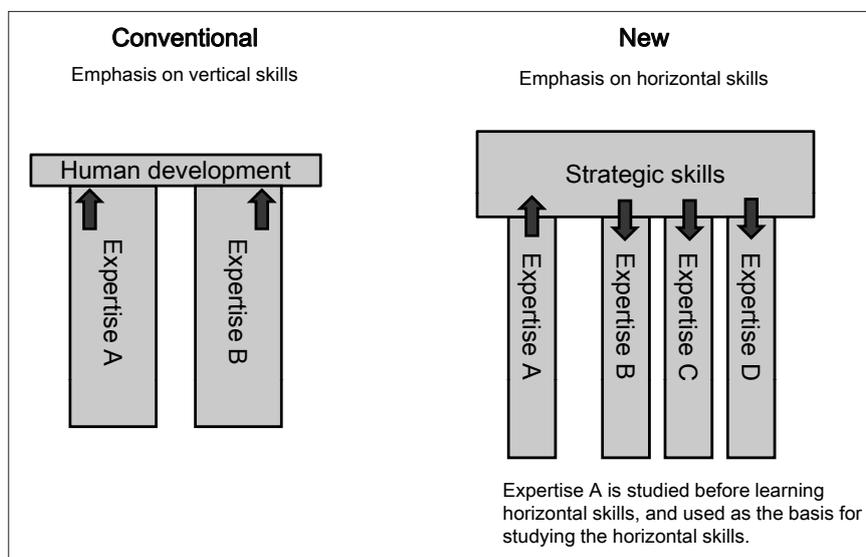 Conventional
Emphasis on vertical skills
Human development
Expertise A
Expertise B
New
Emphasis on horizontal skills
Strategic skills
Expertise A
Expertise B
Expertise C
Expertise D
Expertise A is studied before learning
horizontal skills, and used as the basis for
studying the horizontal skills.